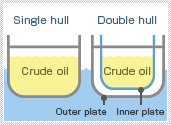 Single hull
Double hull
Crude oil
Crude oil
Outer plate
Inner plate